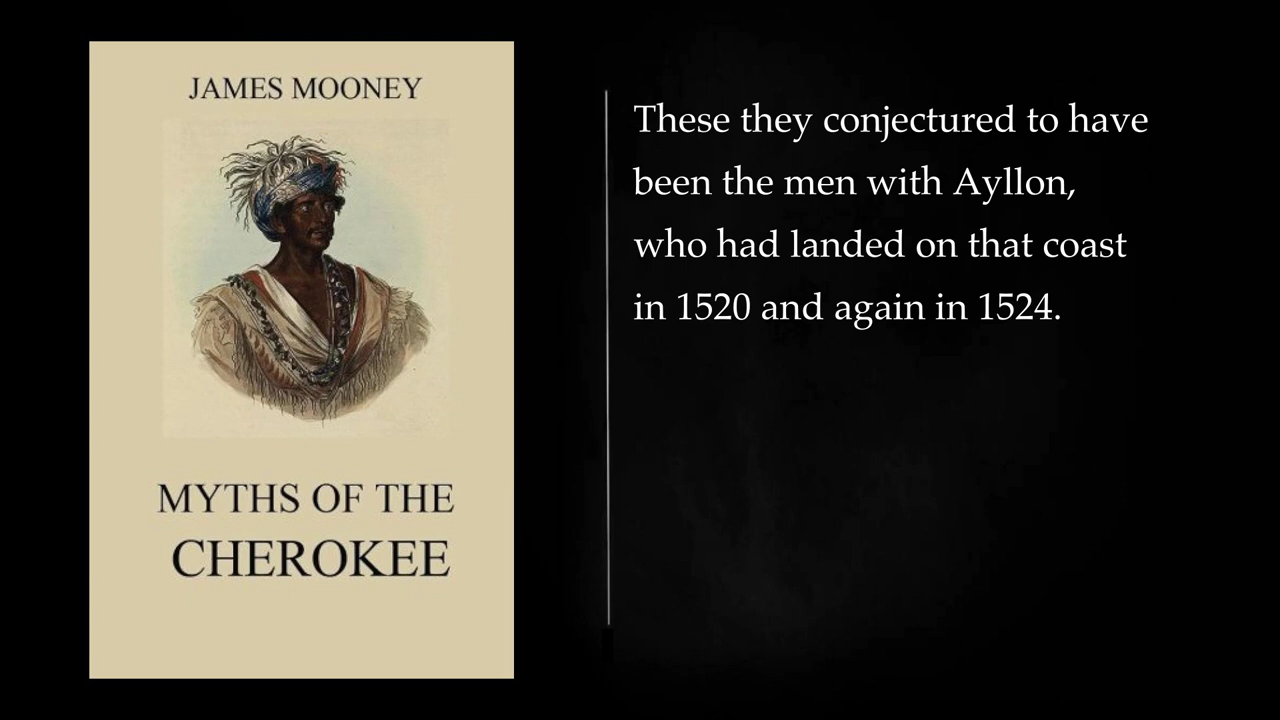 JAMES MOONEY
MYTHS OF THE
CHEROKEE
These they conjectured to have
been the men with Ayllon,
who had landed on that coast
in 1520 and again in 1524.